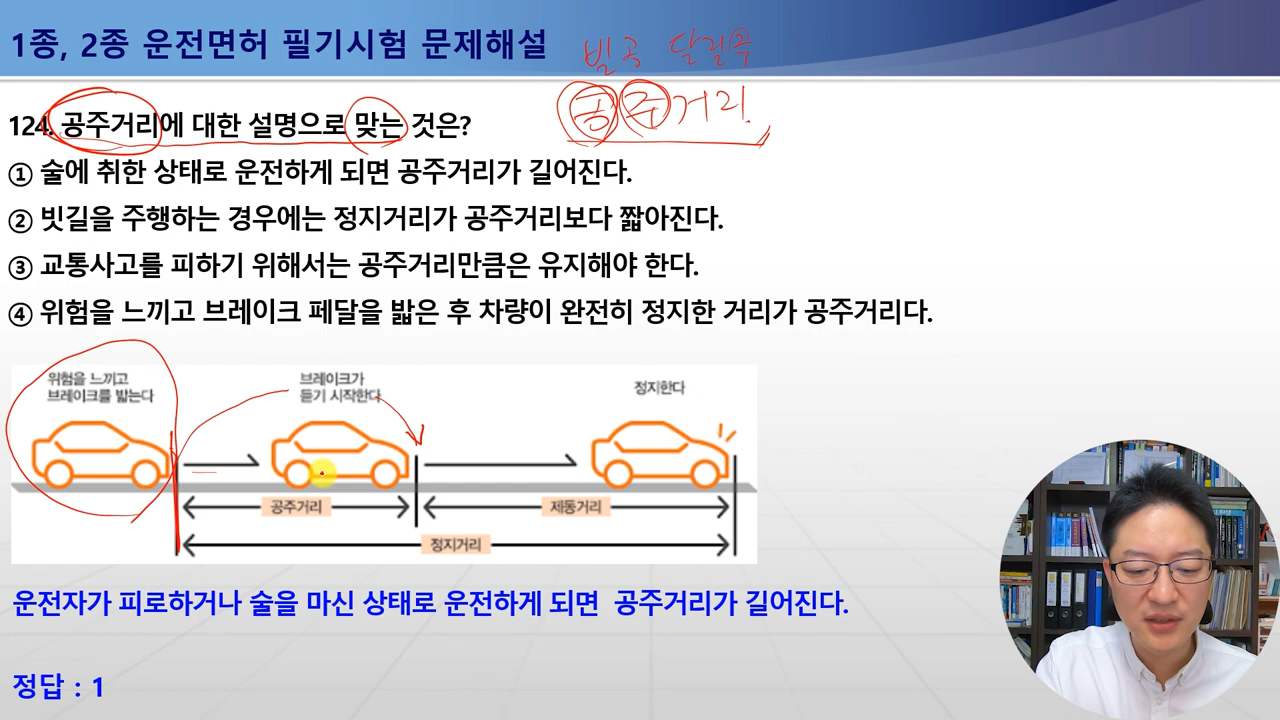 1종, 2종 운전면허 필기시험 문제해설
빌공 달릴주
공주거리
124. 공주거리에 대한 설명으로 맞는 것은?
① 술에 취한 상태로 운전하게 되면 공주거리가 길어진다.
② 빗길을 주행하는 경우에는 정지거리가 공주거리보다 짧아진다.
③ 교통사고를 피하기 위해서는 공주거리만큼은 유지해야 한다.
④ 위험을 느끼고 브레이크 페달을 밟은 후 차량이 완전히 정지한 거리가 공주거리다.
위험을 느끼고
브레이크를 밟는다
브레이크가
듣기 시작한다
정지한다
공주거리
제동거리
정지거리
운전자가 피로하거나 술을 마신 상태로 운전하게 되면 공주거리가 길어진다.
정답 : 1